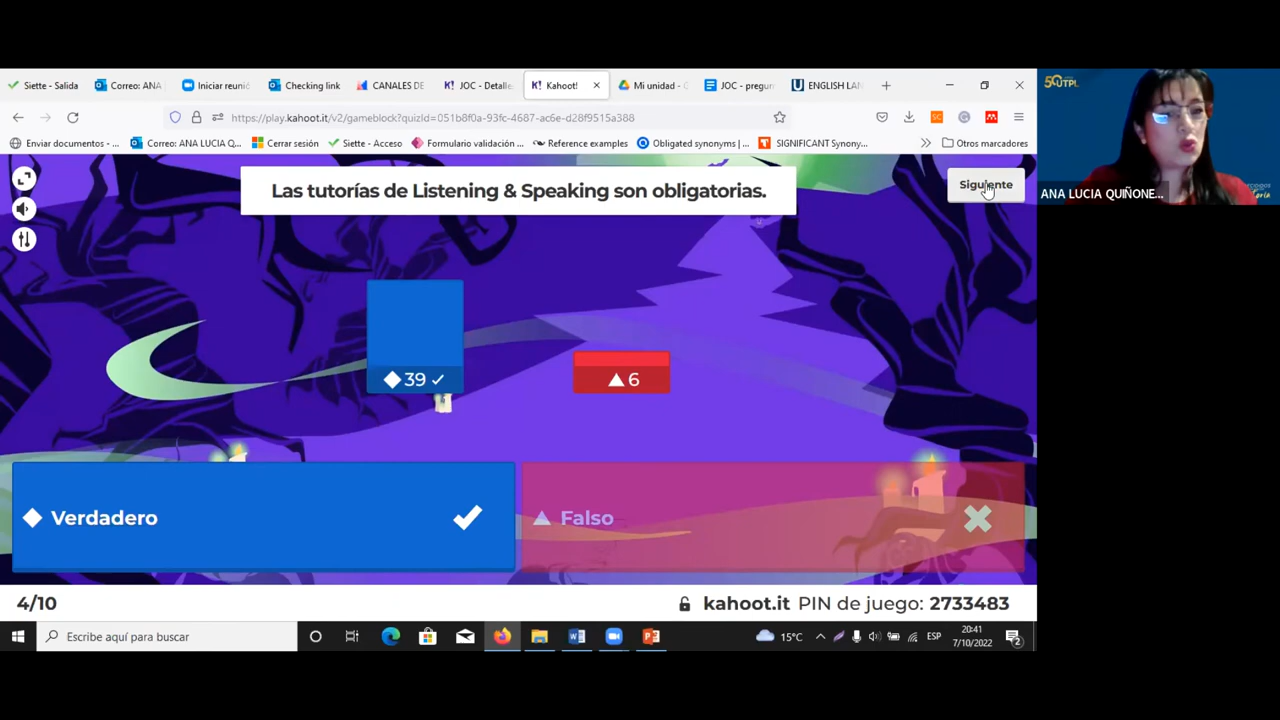 Siette - Salida
Correo: ANA
Iniciar reunió
Checking link
CANALES DE
K! JOC - Detalle
K! Kahoot!
Mi unidad -
JOC - pregun
ENGLISH LAN
https://play.kahoot.it/v2/gameblock?quizId=051b8f0a-93fc-4687-ac6e-d28f9515a388
Enviar documentos - ...
Correo: ANA LUCIA Q...
Cerrar sesión
Siette - Acceso
Formulario validación ...
Reference examples
Obligated synonyms | ...
SIGNIFICANT Synony...
Otros marcadores
Las tutorías de Listening & Speaking son obligatorias.
Siguiente
50 UTPL
ANA LUCIA QUIÑONE...
39
6
Verdadero
Falso
4/10
kahoot.it PIN de juego: 2733483
Escribe aquí para buscar
15°C
ESP
20:41
7/10/2022
2